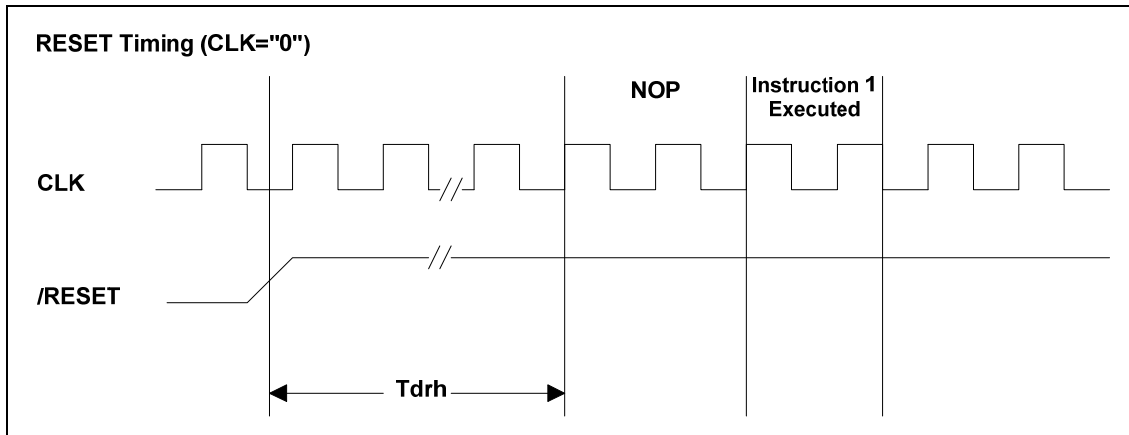 RESET Timing (CLK="0")
NOP
Instruction 1
Executed
CLK
/RESET
Tdrh